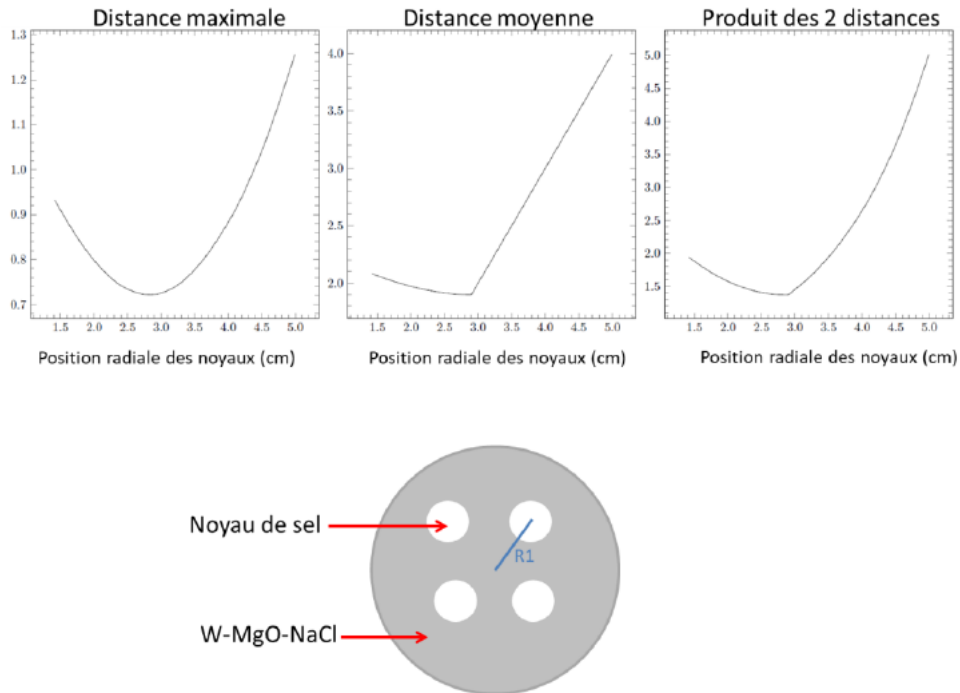 Distance maximale
Distance moyenne
Produit des 2 distances
1.3
1.2
1.1
1.0
0.9
0.8
0.7
1.5 2.0 2.5 3.0 3.5 4.0 4.5 5.0
4.0
3.5
3.0
2.5
2.0
1.5 2.0 2.5 3.0 3.5 4.0 4.5 5.0
5.0
4.5
4.0
3.5
3.0
2.5
2.0
1.5
1.5 2.0 2.5 3.0 3.5 4.0 4.5 5.0
Position radiale des noyaux (cm)
Position radiale des noyaux (cm)
Position radiale des noyaux (cm)
Noyau de sel
R1
W-MgO-NaCl